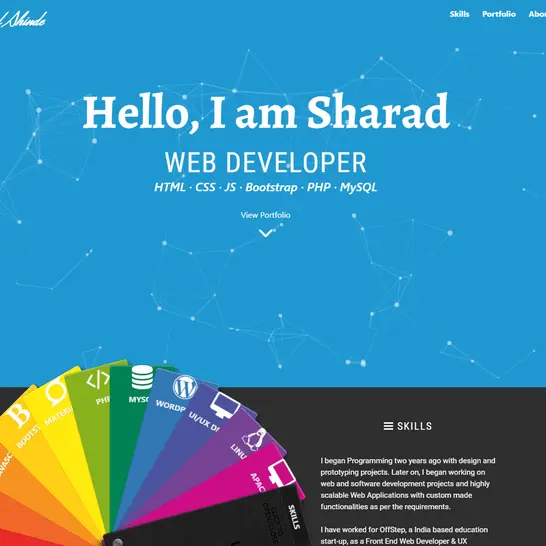 Shinde
Skills Portfolio
Hello, I am Sharad
WEB DEVELOPER
HTML · CSS · JS · Bootstrap · PHP · MySQL
View Portfolio
B
BOOTST
MATERI
PHP
MYSQ
WORDP
UI/UX DE
LINU
APAC
SKILLS
SKILLS
I began Programming two years ago with design and
prototyping projects. Later on, I began working on
web and software development projects and highly
scalable Web Applications with custom made
functionalities as per the requirements.
I have worked for OffStep, a India based education
start-up, as a Front End Web Developer & UX